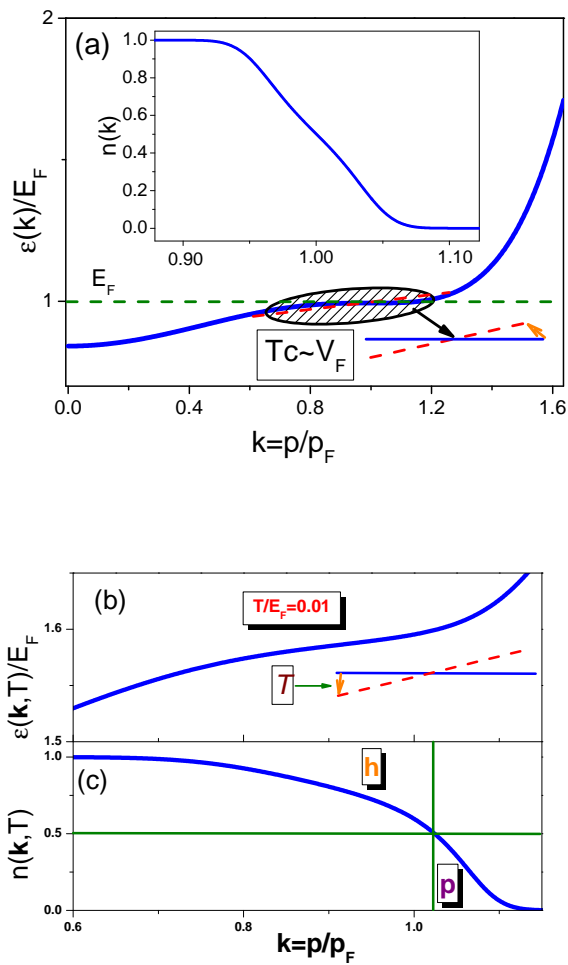 (a)
2
1
ε(k)/E_F
n(k)
1.0
0.8
0.6
0.4
0.2
0.0
0.90 1.00 1.10
E_F
Tc~V_F
0.0 0.4 0.8 1.2 1.6
k=p/p_F
(b)
T/E_F=0.01
1.6
1.5
ε(k,T)/E_F
T
(c)
h
p
1.0
0.5
0.0
n(k,T)
0.6 0.8 1.0
k=p/p_F